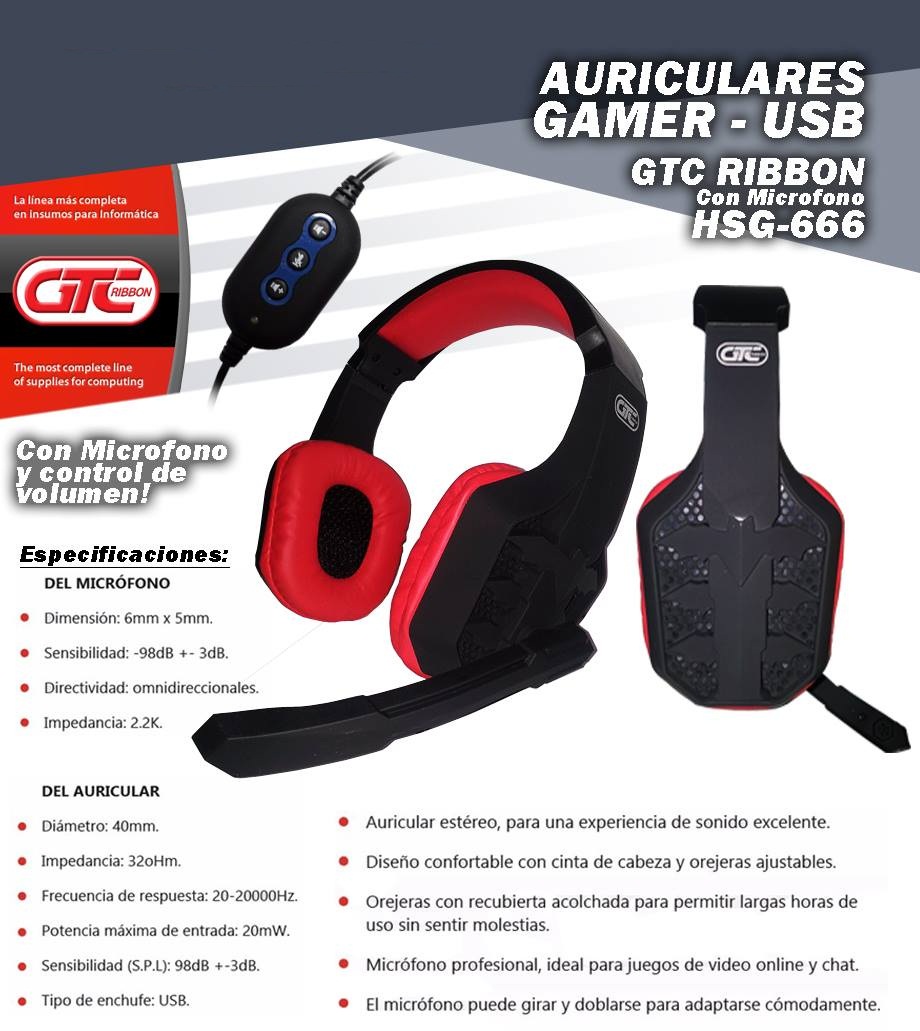 AURICULARES
GAMER - USB
GTC RIBBON
Con Microfono
HSG-666
La línea más completa
en insumos para Informática
GTC RIBBON
The most complete line
of supplies for computing
GTC
GTC
Con Microfono
y control de
volumen!
Especificaciones:
DEL MICRÓFONO
Dimensión: 6mm x 5mm.
Sensibilidad: -98dB +- 3dB.
Directividad: omnidireccionales.
Impedancia: 2.2K.
DEL AURICULAR
Diámetro: 40mm.
Impedancia: 32oHm.
Frecuencia de respuesta: 20-20000Hz.
Potencia máxima de entrada: 20mW.
Sensibilidad (S.P.L): 98dB +-3dB.
Tipo de enchufe: USB.
Auricular estéreo, para una experiencia de sonido excelente.
Diseño confortable con cinta de cabeza y orejeras ajustables.
Orejeras con recubierta acolchada para permitir largas horas de
uso sin sentir molestias.
Micrófono profesional, ideal para juegos de video online y chat.
El micrófono puede girar y doblarse para adaptarse cómodamente.